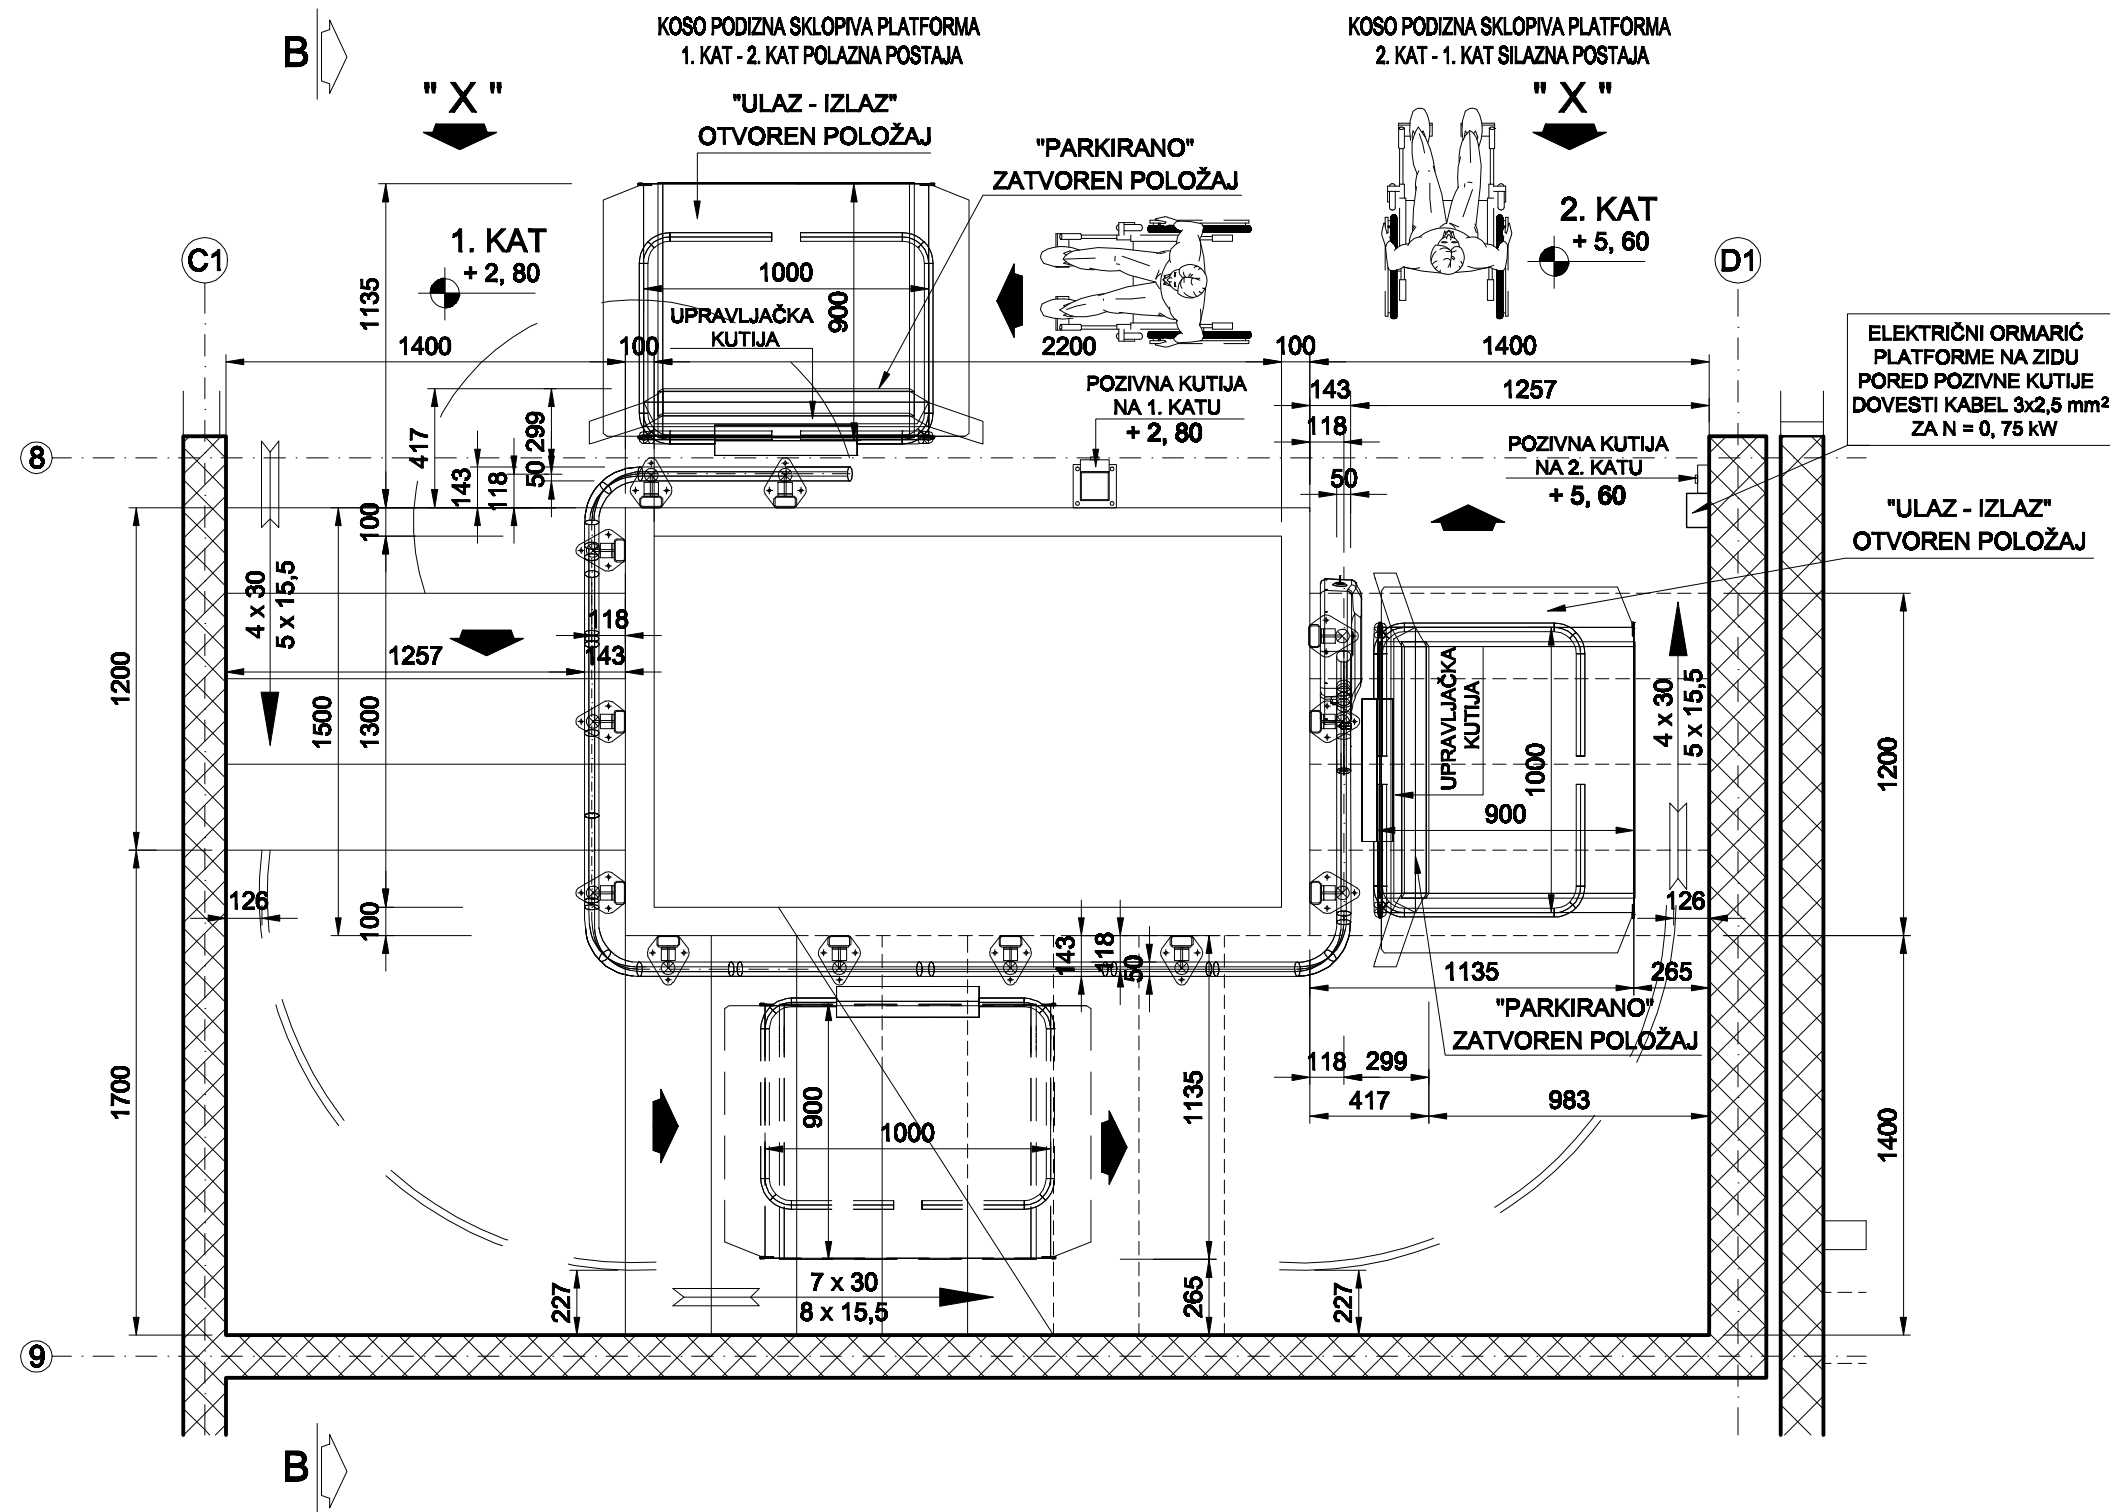 KOSO PODIZNA SKLOPIVA PLATFORMA
1. KAT - 2. KAT POLAZNA POSTAJA
KOSO PODIZNA SKLOPIVA PLATFORMA
2. KAT - 1. KAT SILAZNA POSTAJA
B
" X "
"ULAZ - IZLAZ"
OTVOREN POLOŽAJ
"PARKIRANO"
ZATVOREN POLOŽAJ
" X "
C1
1. KAT
+ 2, 80
2. KAT
+ 5, 60
D1
1135
1000
900
UPRAVLJAČKA
KUTIJA
1400
100
2200
100
1400
143
1257
118
50
POZIVNA KUTIJA
NA 1. KATU
+ 2, 80
ELEKTRIČNI ORMARIĆ
PLATFORME NA ZIDU
PORED POZIVNE KUTIJE
DOVESTI KABEL 3x2,5 mm²
ZA N = 0, 75 kW
POZIVNA KUTIJA
NA 2. KATU
+ 5, 60
"ULAZ - IZLAZ"
OTVOREN POLOŽAJ
8
417
299
143
118
50
100
4 x 30
5 x 15,5
118
1257
143
1200
1500
1300
100
126
1700
UPRAVLJAČKA
KUTIJA
1000
900
4 x 30
5 x 15,5
1200
126
143
118
50
1135
265
"PARKIRANO"
ZATVOREN POLOŽAJ
118
299
417
983
1400
900
1000
1135
227
7 x 30
8 x 15,5
265
227
9
B